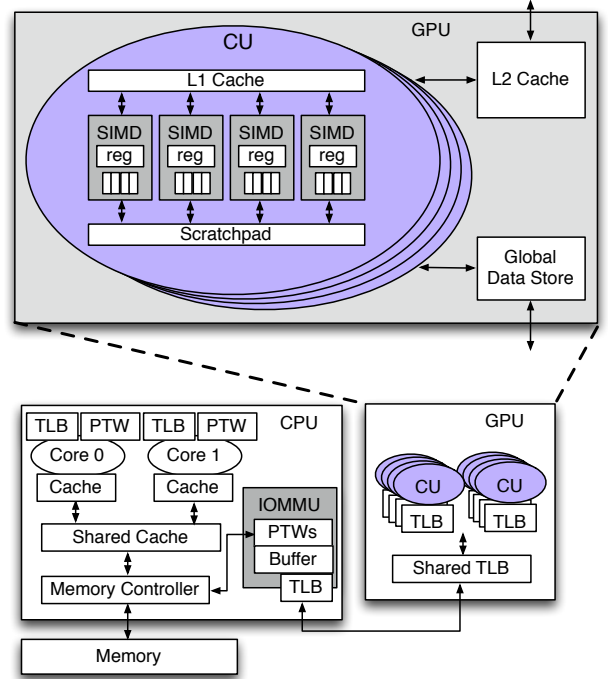 CU
GPU
L1 Cache
L2 Cache
SIMD SIMD SIMD SIMD
reg reg reg reg
Scratchpad
Global
Data Store
TLB PTW TLB PTW CPU
Core 0 Core 1
Cache Cache
IOMMU
PTWs
Shared Cache
Buffer
Memory Controller
TLB
Memory
GPU
CU CU
TLB TLB
Shared TLB